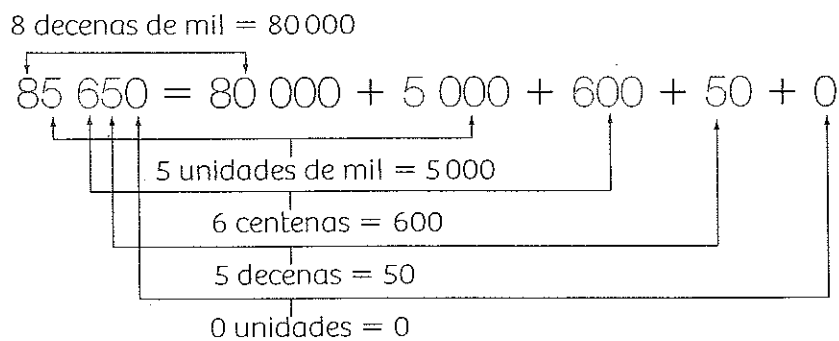 8 decenas de mil = 80 000
85 650 = 80 000 + 5 000 + 600 + 50 + 0
5 unidades de mil = 5 000
6 centenas = 600
5 decenas = 50
0 unidades = 0